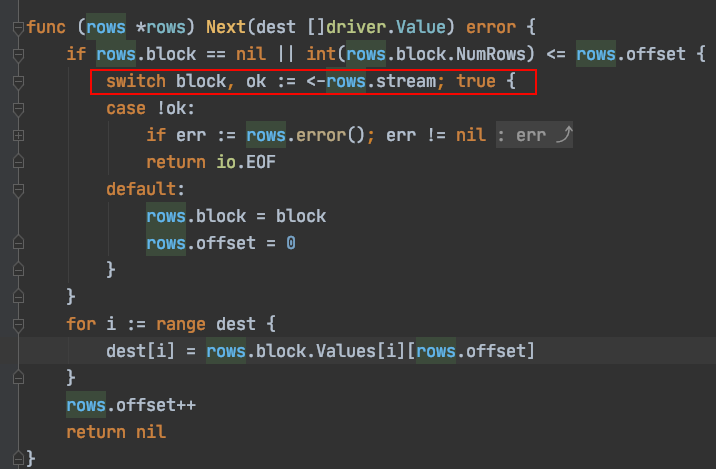 func (rows *rows) Next(dest []driver.Value) error {
    if rows.block == nil || int(rows.block.NumRows) <= rows.offset {
        switch block, ok := <-rows.stream; true {
        case !ok:
            if err := rows.error(); err != nil : err ⤴
            return io.EOF
        default:
            rows.block = block
            rows.offset = 0
        }
    }
    for i := range dest {
        dest[i] = rows.block.Values[i][rows.offset]
    }
    rows.offset++
    return nil
}